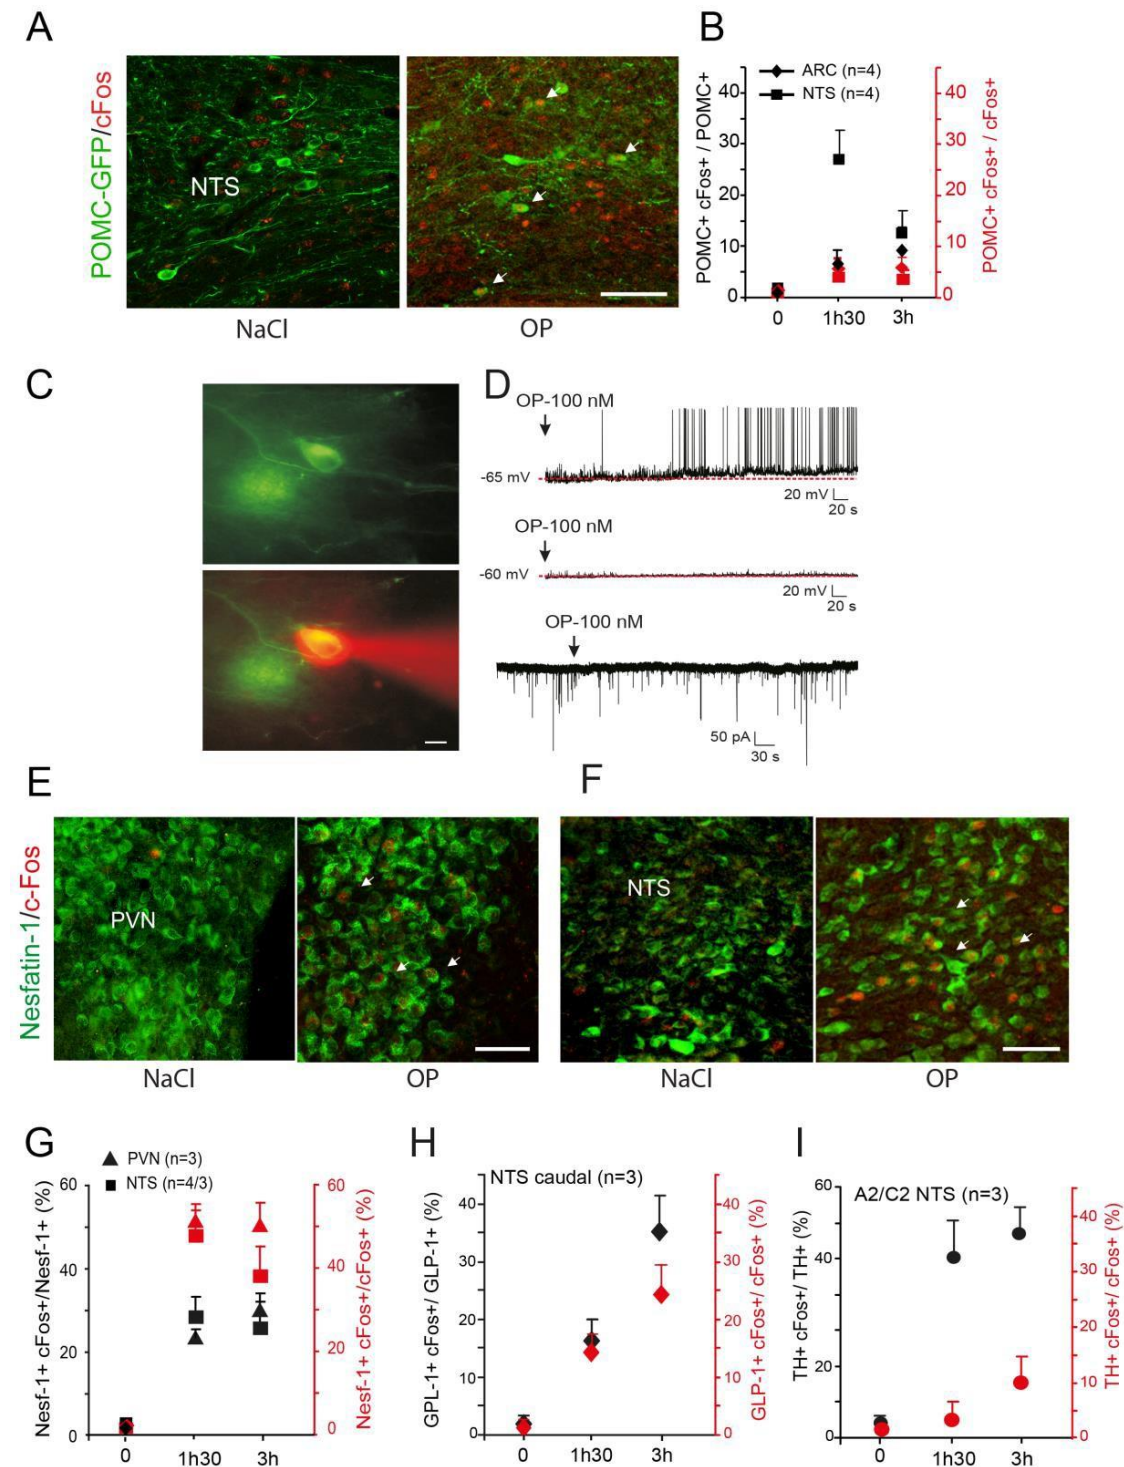 A
POMC-GFP/cFos
NTS
NaCl
OP
B
ARC (n=4)
NTS (n=4)
POMC+ cFos+ / POMC+
40
30
20
10
0
POMC+ cFos+ / cFos+
40
30
20
10
0
0 1h30 3h
C
D
OP-100 nM
-65 mV
20 mV
20 s
OP-100 nM
-60 mV
20 mV
20 s
OP-100 nM
50 pA
30 s
E
Nesfatin-1/c-Fos
PVN
NaCl
OP
F
NTS
NaCl
OP
G
PVN (n=3)
NTS (n=4/3)
Nesf-1+ cFos+/Nesf-1+ (%)
60
40
20
0
Nesf-1+ cFos+/cFos+ (%)
60
40
20
0
0 1h30 3h
H
NTS caudal (n=3)
GPL-1+ cFos+/ GLP-1+ (%)
40
30
20
10
0
GLP-1+ cFos+/ cFos+ (%)
40
30
20
10
0
0 1h30 3h
I
A2/C2 NTS (n=3)
TH+ cFos+/ TH+ (%)
60
40
20
0
TH+ cFos+/ cFos+ (%)
40
30
20
10
0
0 1h30 3h